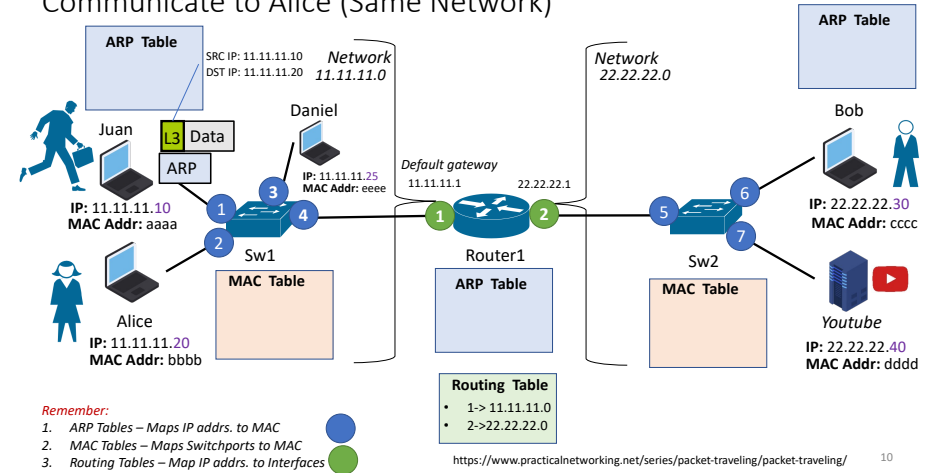 Communicate to Alice (Same Network)
ARP Table
SRC IP: 11.11.11.10
DST IP: 11.11.11.20
Network
11.11.11.0
Network
22.22.22.0
ARP Table
Juan
L3 Data
ARP
Daniel
IP: 11.11.11.25
MAC Addr: eeee
Default gateway
11.11.11.1
22.22.22.1
Bob
IP: 11.11.11.10
MAC Addr: aaaa
1
2
3
4
Sw1
1
2
Router1
5
6
7
Sw2
IP: 22.22.22.30
MAC Addr: cccc
Alice
IP: 11.11.11.20
MAC Addr: bbbb
MAC Table
ARP Table
MAC Table
Youtube
IP: 22.22.22.40
MAC Addr: dddd
Routing Table
• 1-> 11.11.11.0
• 2->22.22.22.0
Remember:
1. ARP Tables – Maps IP addrs. to MAC
2. MAC Tables – Maps Switchports to MAC
3. Routing Tables – Map IP addrs. to Interfaces
https://www.practicalnetworking.net/series/packet-traveling/packet-traveling/
10